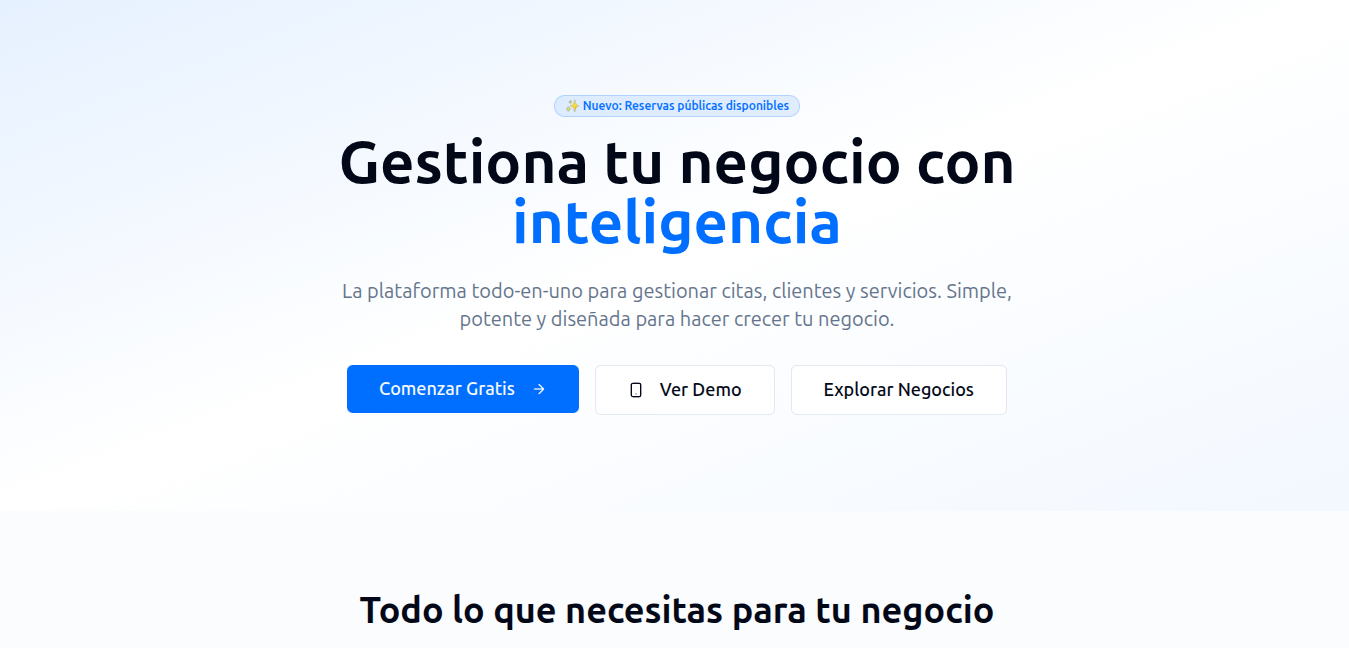 ✨ Nuevo: Reservas públicas disponibles
Gestiona tu negocio con
inteligencia
La plataforma todo-en-uno para gestionar citas, clientes y servicios. Simple,
potente y diseñada para hacer crecer tu negocio.
Comenzar Gratis →
Ver Demo
Explorar Negocios
Todo lo que necesitas para tu negocio